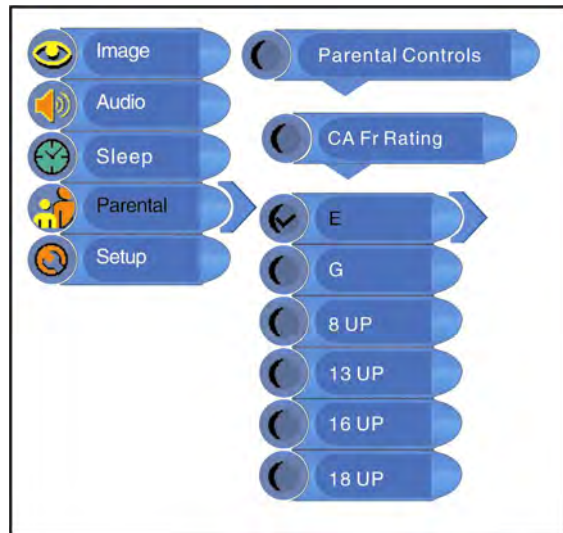 Image
Audio
Sleep
Parental
Setup
Parental Controls
CA Fr Rating
E
G
8 UP
13 UP
16 UP
18 UP